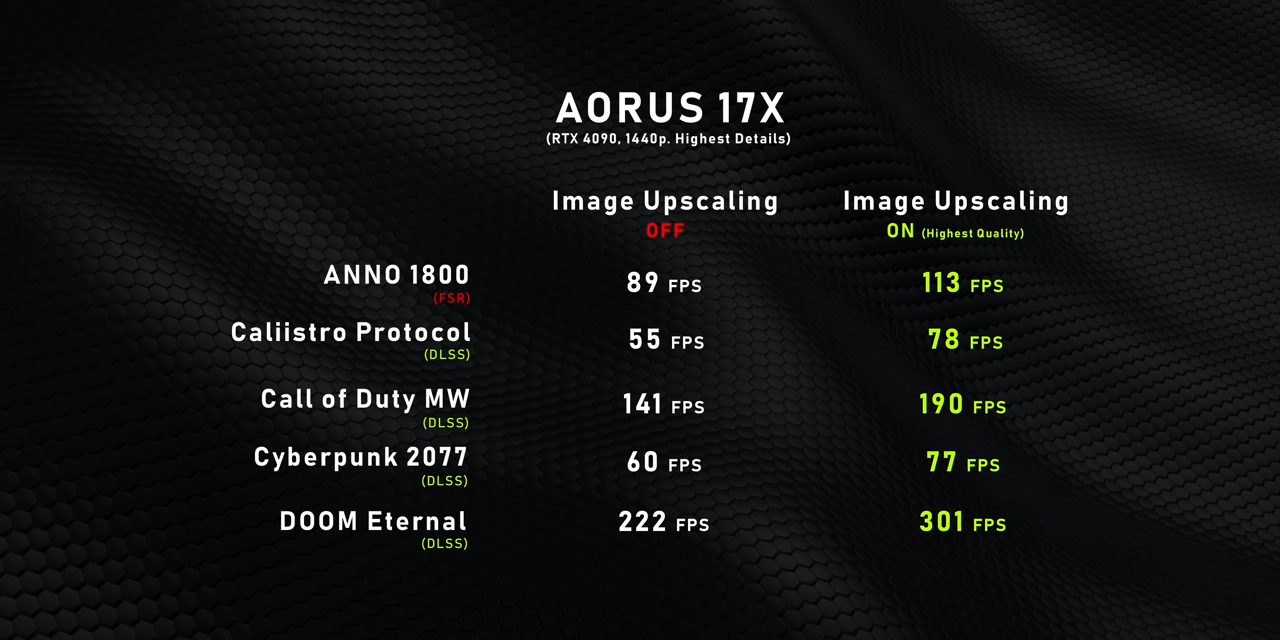 AORUS 17X
(RTX 4090, 1440p. Highest Details)
Image Upscaling Image Upscaling
OFF ON (Highest Quality)
ANNO 1800 89 FPS 113 FPS
(FSR)
Caliistro Protocol 55 FPS 78 FPS
(DLSS)
Call of Duty MW 141 FPS 190 FPS
(DLSS)
Cyberpunk 2077 60 FPS 77 FPS
(DLSS)
DOOM Eternal 222 FPS 301 FPS
(DLSS)